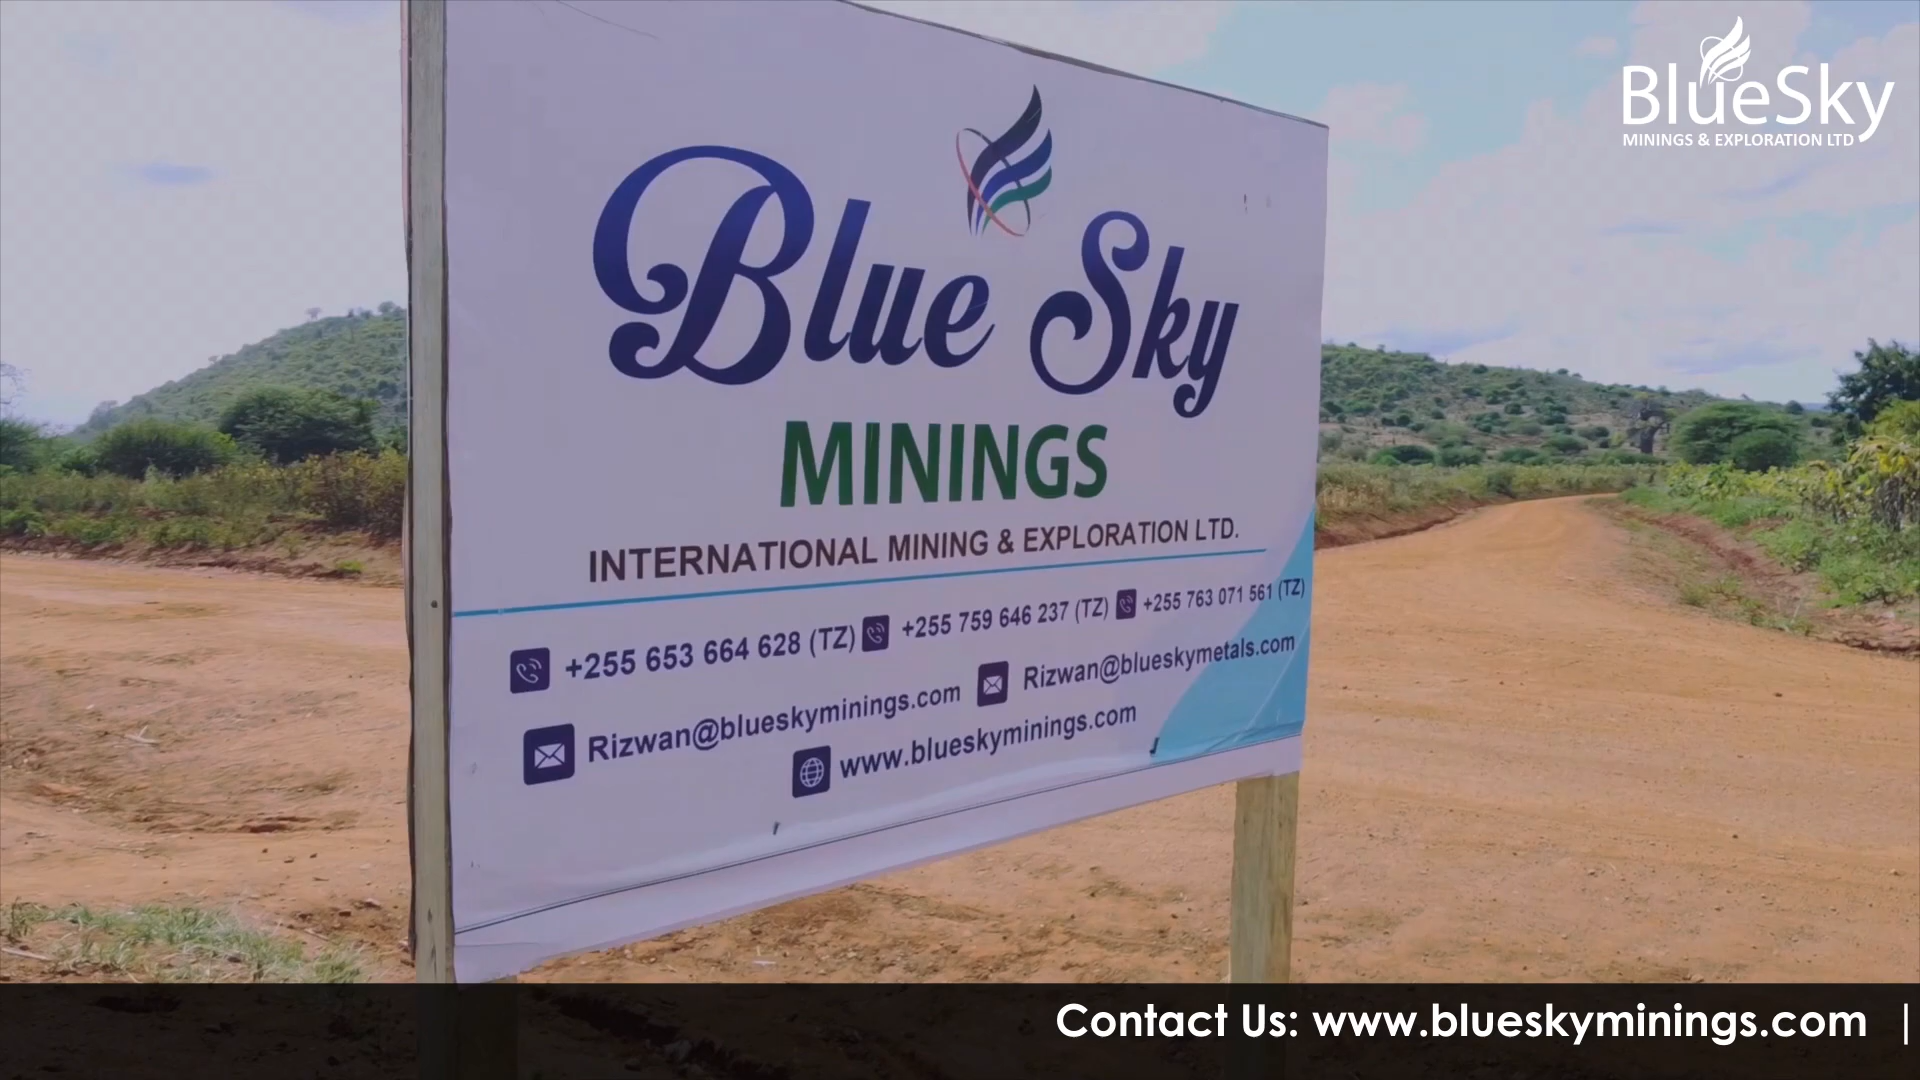 BlueSky
MININGS & EXPLORATION LTD
Blue Sky
MININGS
INTERNATIONAL MINING & EXPLORATION LTD.
+255 653 664 628 (TZ) +255 759 646 237 (TZ) +255 763 071 561 (TZ)
Rizwan@blueskyminings.com Rizwan@blueskymetals.com
www.blueskyminings.com
Contact Us: www.blueskyminings.com |